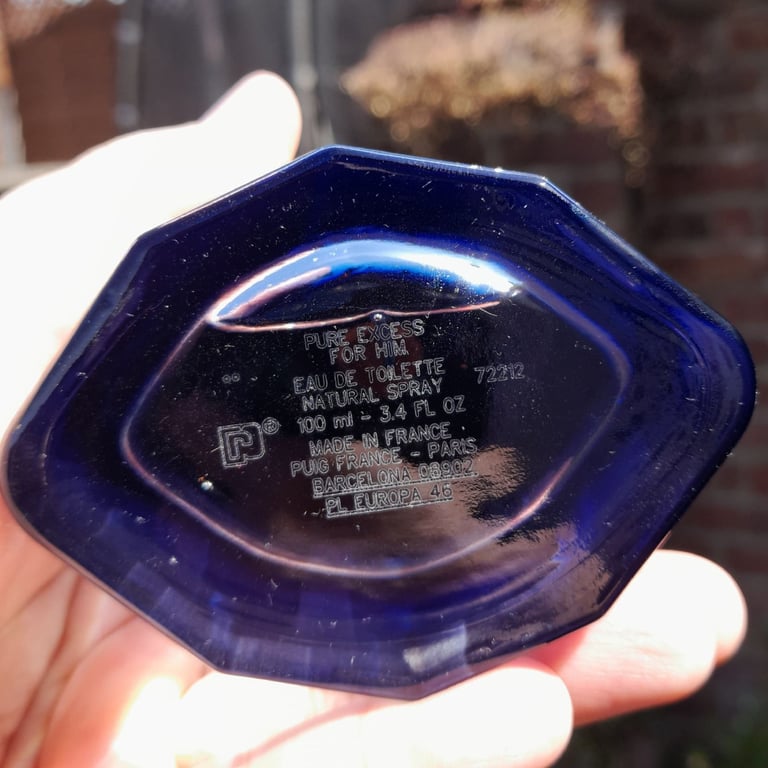 PURE EXCESS
FOR HIM
EAU DE TOILETTE
NATURAL SPRAY
72212
100 ml - 3.4 FL OZ
MADE IN FRANCE
PUIG FRANCE - PARIS
BARCELONA 08902
PL EUROPA 46